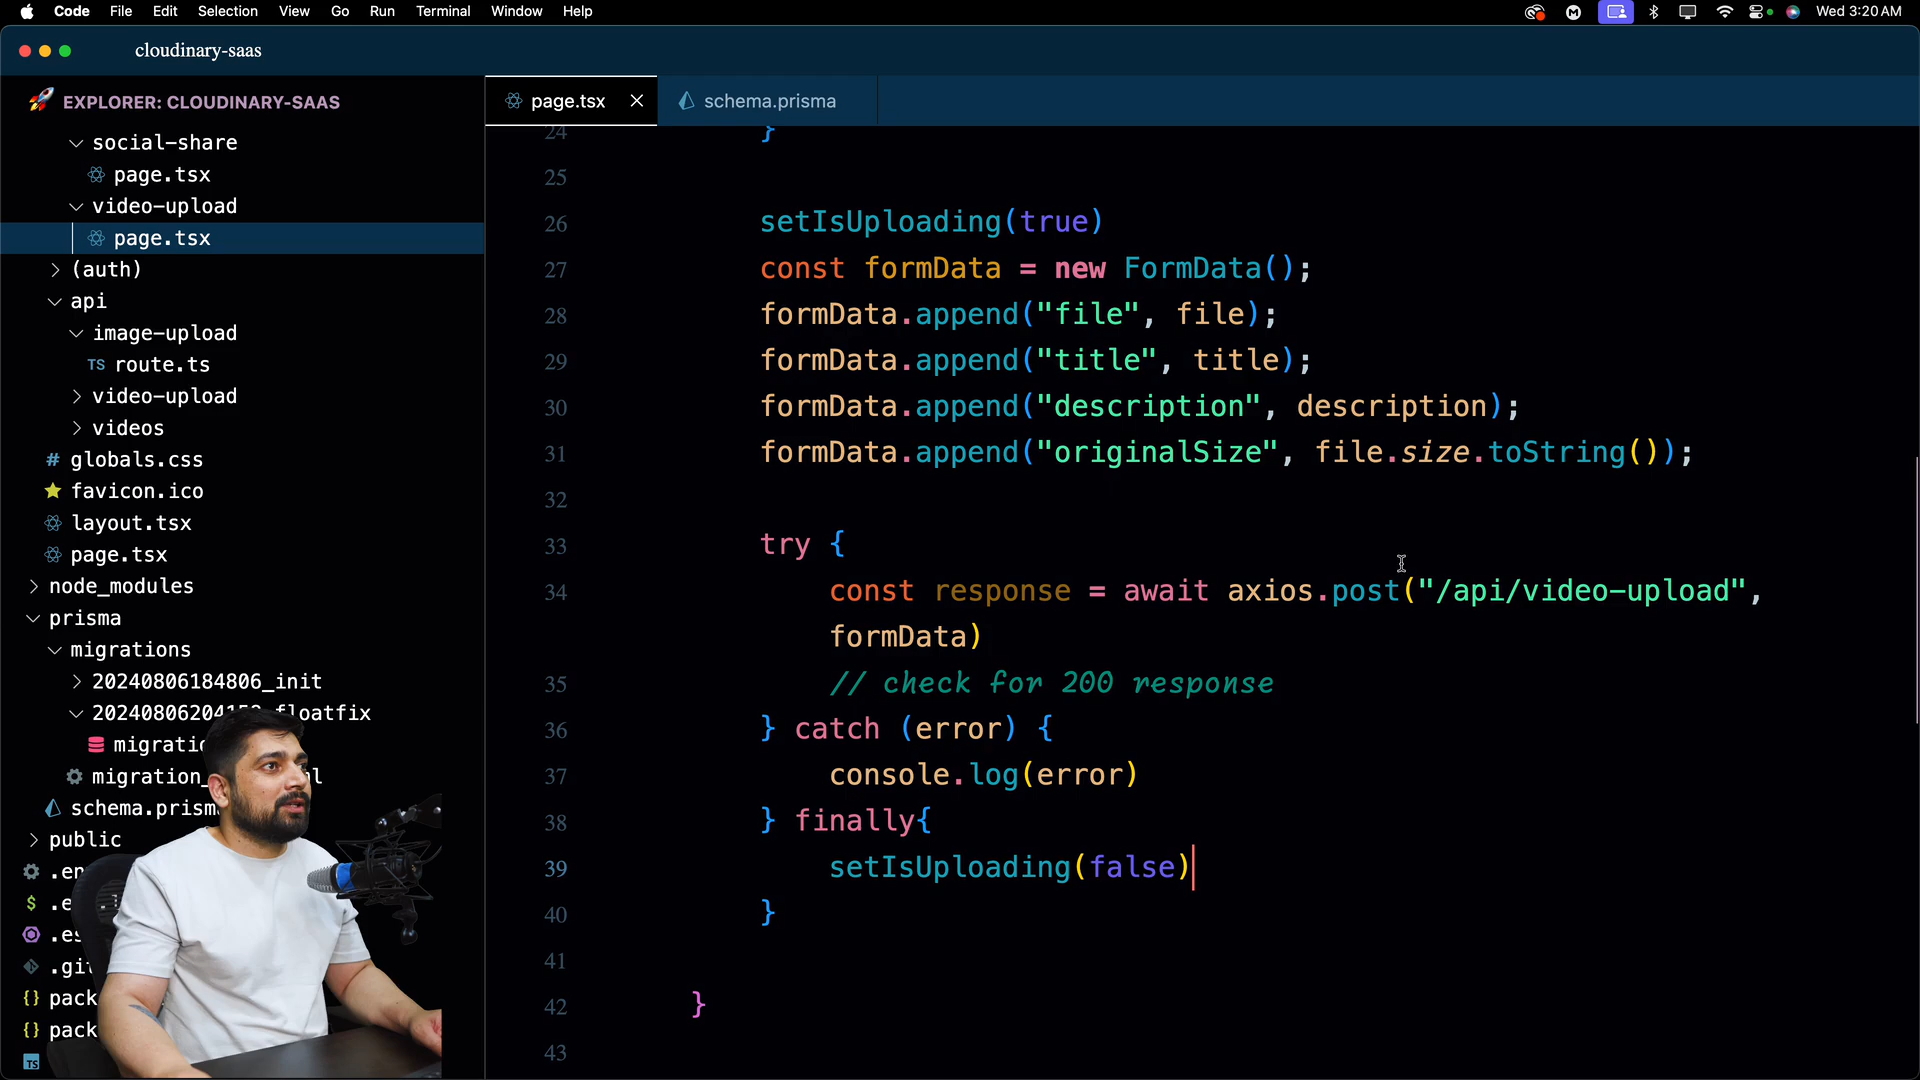 Code File Edit Selection View Go Run Terminal Window Help
Wed 3:20 AM
cloudinary-saas
EXPLORER: CLOUDINARY-SAAS
social-share
page.tsx
video-upload
page.tsx
(auth)
api
image-upload
TS route.ts
video-upload
videos
# globals.css
favicon.ico
layout.tsx
page.tsx
node_modules
prisma
migrations
20240806184806_init
migration_
public
$
TS
page.tsx
schema.prisma
24 }
25
26 setIsUploading(true)
27 const formData = new FormData();
28 formData.append("file", file);
29 formData.append("title", title);
30 formData.append("description", description);
31 formData.append("originalSize", file.size.toString());
32
33 try {
34 const response = await axios.post("/api/video-upload",
formData)
35 // check for 200 response
36 } catch (error) {
37 console.log(error)
38 } finally{
39 setIsUploading(false)
40 }
41
42 }
43